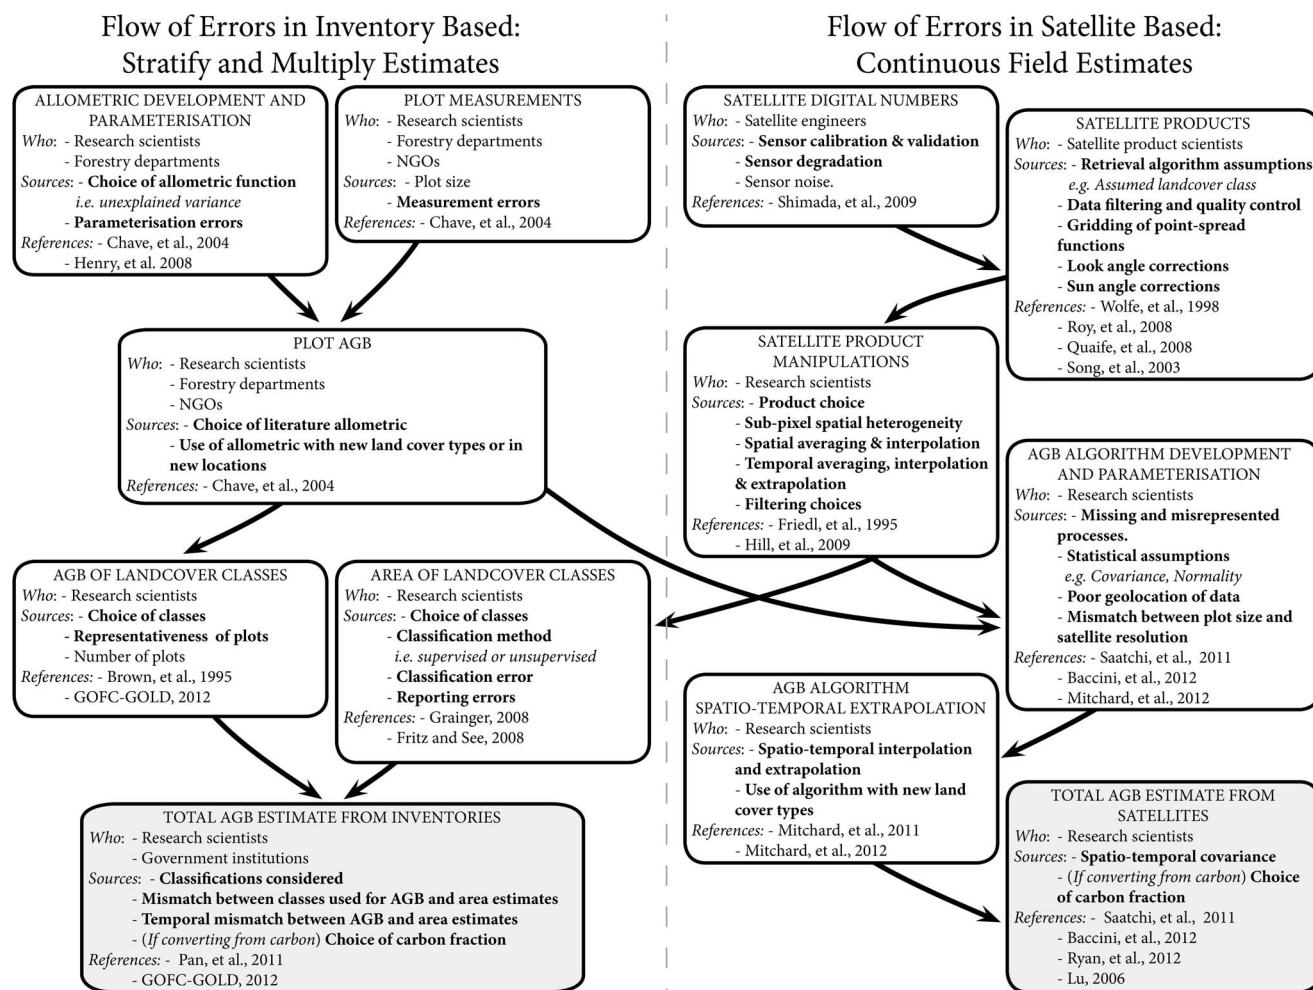 Flow of Errors in Inventory Based:
Stratify and Multiply Estimates
ALLOMETRIC DEVELOPMENT AND
PARAMETERISATION
Who: - Research scientists
- Forestry departments
Sources: - Choice of allometric function
i.e. unexplained variance
- Parameterisation errors
References: - Chave, et al., 2004
- Henry, et al. 2008
PLOT MEASUREMENTS
Who: - Research scientists
- Forestry departments
- NGOs
Sources: - Plot size
- Measurement errors
References: - Chave, et al., 2004
PLOT AGB
Who: - Research scientists
- Forestry departments
- NGOs
Sources: - Choice of literature allometric
- Use of allometric with new land cover types or in
new locations
References: - Chave, et al., 2004
AGB OF LANDCOVER CLASSES
Who: - Research scientists
Sources: - Choice of classes
- Representativeness of plots
- Number of plots
References: - Brown, et al., 1995
- GOFC-GOLD, 2012
AREA OF LANDCOVER CLASSES
Who: - Research scientists
Sources: - Choice of classes
- Classification method
i.e. supervised or unsupervised
- Classification error
- Reporting errors
References: - Grainger, 2008
- Fritz and See, 2008
TOTAL AGB ESTIMATE FROM INVENTORIES
Who: - Research scientists
- Government institutions
Sources: - Classifications considered
- Mismatch between classes used for AGB and area estimates
- Temporal mismatch between AGB and area estimates
- (If converting from carbon) Choice of carbon fraction
References: - Pan, et al., 2011
- GOFC-GOLD, 2012
Flow of Errors in Satellite Based:
Continuous Field Estimates
SATELLITE DIGITAL NUMBERS
Who: - Satellite engineers
Sources: - Sensor calibration & validation
- Sensor degradation
- Sensor noise.
References: - Shimada, et al., 2009
SATELLITE PRODUCTS
Who: - Satellite product scientists
Sources: - Retrieval algorithm assumptions
e.g. Assumed landcover class
- Data filtering and quality control
- Gridding of point-spread
functions
- Look angle corrections
- Sun angle corrections
References: - Wolfe, et al., 1998
- Roy, et al., 2008
- Quaife, et al., 2008
- Song, et al., 2003
SATELLITE PRODUCT
MANIPULATIONS
Who: - Research scientists
Sources: - Product choice
- Sub-pixel spatial heterogeneity
- Spatial averaging & interpolation
- Temporal averaging, interpolation
& extrapolation
- Filtering choices
References: - Friedl, et al., 1995
- Hill, et al., 2009
AGB ALGORITHM DEVELOPMENT
AND PARAMETERISATION
Who: - Research scientists
Sources: - Missing and misrepresented
processes.
- Statistical assumptions
e.g. Covariance, Normality
- Poor geolocation of data
- Mismatch between plot size and
satellite resolution
References: - Saatchi, et al., 2011
- Baccini, et al., 2012
- Mitchard, et al., 2012
AGB ALGORITHM
SPATIO-TEMPORAL EXTRAPOLATION
Who: - Research scientists
Sources: - Spatio-temporal interpolation
and extrapolation
- Use of algorithm with new land
cover types
References: - Mitchard, et al., 2011
- Mitchard, et al., 2012
TOTAL AGB ESTIMATE FROM
SATELLITES
Who: - Research scientists
Sources: - Spatio-temporal covariance
- (If converting from carbon) Choice
of carbon fraction
References: - Saatchi, et al., 2011
- Baccini, et al., 2012
- Ryan, et al., 2012
- Lu, 2006